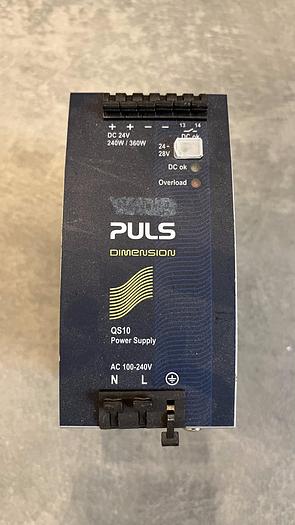 + + − − 13 14
DC 24V DC ok
240W / 360W
24 –
28V
DC ok
Overload
PULS
DIMENSION
QS10
Power Supply
AC 100-240V
N L